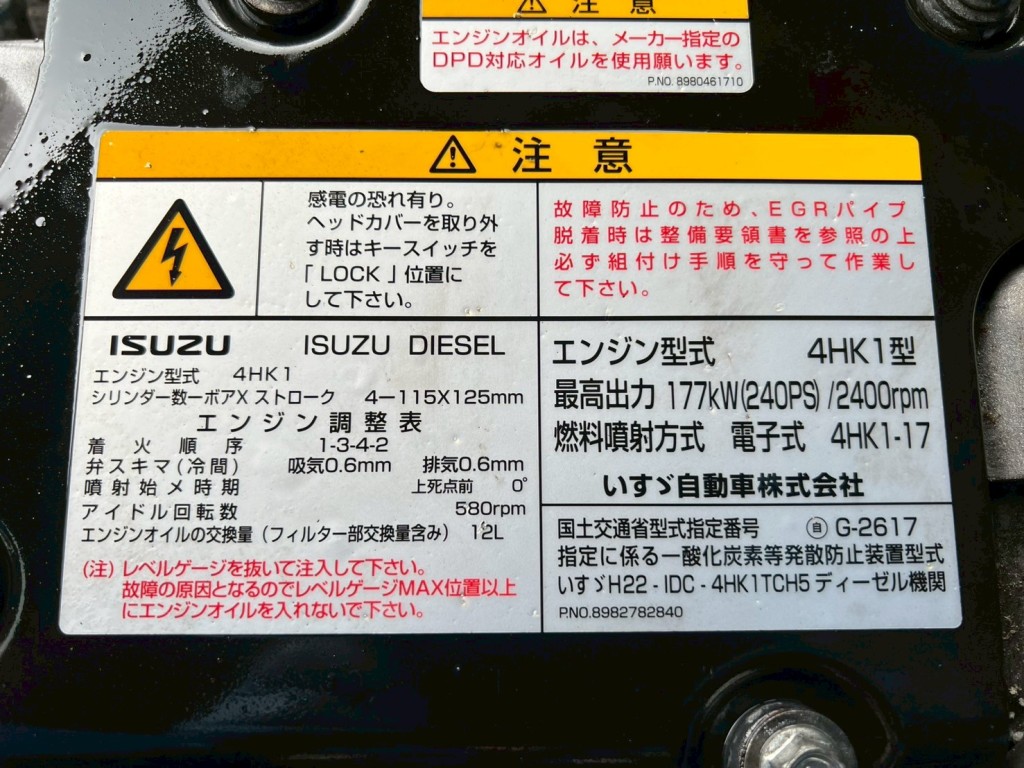 注意
エンジンオイルは、メーカー指定の
DPD対応オイルを使用願います。
P.NO. 8980461710
注意
感電の恐れ有り。
ヘッドカバーを取り外
す時はキースイッチを
「LOCK」位置に
して下さい。
故障防止のため、EGRパイプ
脱着時は整備要領書を参照の上
必ず組付け手順を守って作業し
て下さい。
ISUZU ISUZU DIESEL
エンジン型式 4HK1
シリンダー数ーボアX ストローク 4ー115X125mm
エンジン調整表
着火順序 1-3-4-2
弁スキマ(冷間) 吸気0.6mm 排気0.6mm
噴射始メ時期 上死点前 0°
アイドル回転数 580rpm
エンジンオイルの交換量(フィルター部交換量含み) 12L
(注)レベルゲージを抜いて注入して下さい。
故障の原因となるのでレベルゲージMAX位置以上
にエンジンオイルを入れないで下さい。
エンジン型式 4HK1型
最高出力 177kW(240PS)/2400rpm
燃料噴射方式 電子式 4HK1-17
いすゞ自動車株式会社
国土交通省型式指定番号 ㊐ G-2617
指定に係る一酸化炭素等発散防止装置型式
いすゞH22-IDC-4HK1TCH5ディーゼル機関
P.NO.8982782840